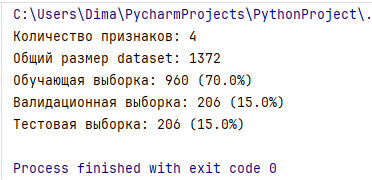 C:\Users\Dima\PycharmProjects\PythonProject\.
Количество признаков: 4
Общий размер dataset: 1372
Обучающая выборка: 960 (70.0%)
Валидационная выборка: 206 (15.0%)
Тестовая выборка: 206 (15.0%)
Process finished with exit code 0